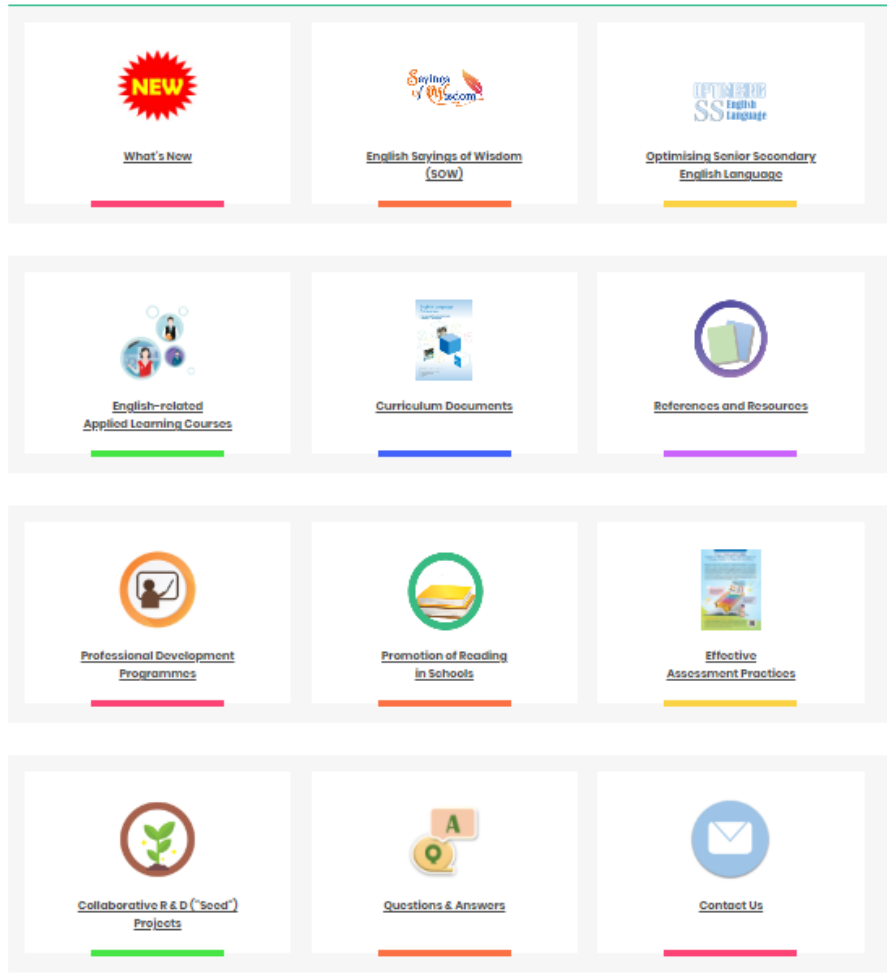 NEW
Sayings
of Wisdom
OPTIMISING
SS English
Language
What's New
English Sayings of Wisdom
(SOW)
Optimising Senior Secondary
English Language
English-related
Applied Learning Courses
Curriculum Documents
References and Resources
Professional Development
Programmes
Promotion of Reading
in Schools
Effective
Assessment Practices
A
Q
Collaborative R & D ("Seed")
Projects
Questions & Answers
Contact Us